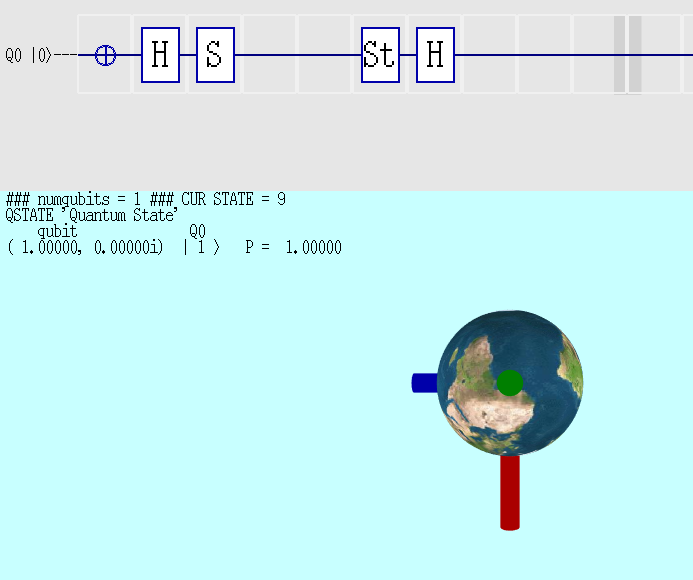 Q0 |0⟩---
H S St H
### numqubits = 1 ### CUR STATE = 9
QSTATE 'Quantum State'
qubit Q0
( 1.00000, 0.00000i) | 1 ⟩ P = 1.00000